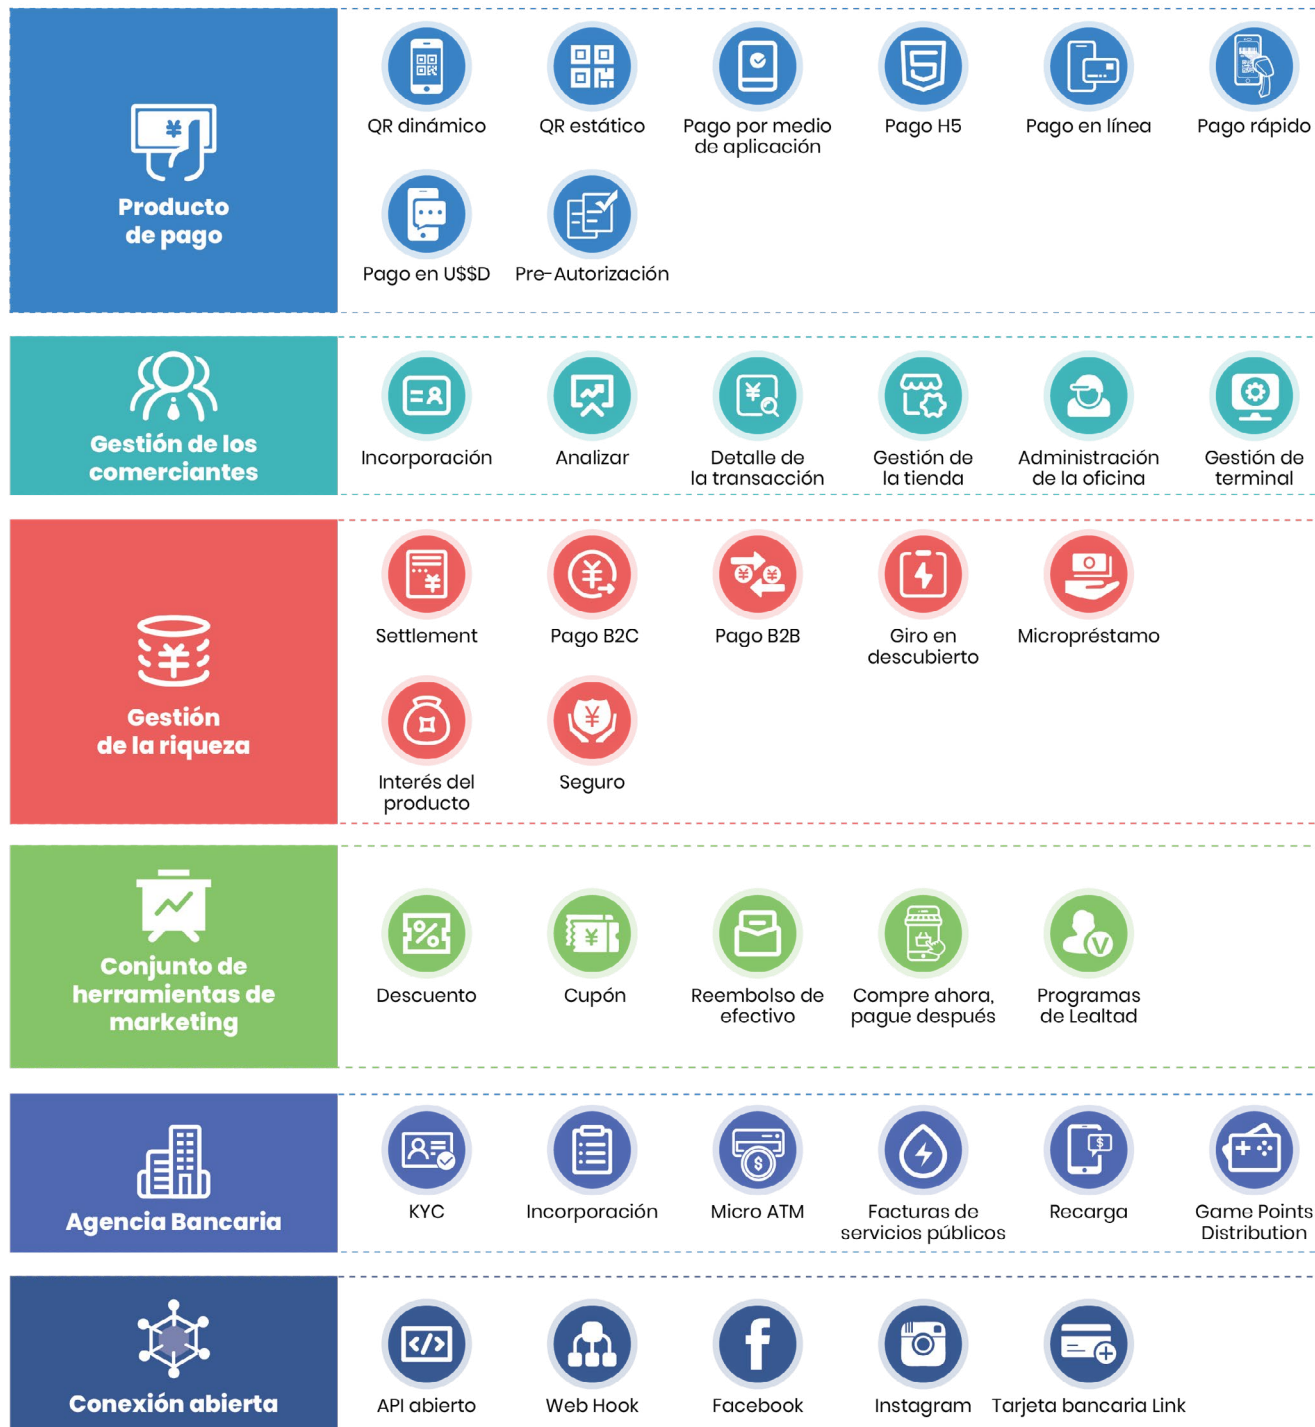 Producto
de pago
QR dinámico
QR estático
Pago por medio
de aplicación
Pago H5
Pago en línea
Pago rápido
Pago en U$$D
Pre-Autorización
Gestión de los
comerciantes
Incorporación
Analizar
Detalle de
la transacción
Gestión de
la tienda
Administración
de la oficina
Gestión de
terminal
Gestión
de la riqueza
Settlement
Pago B2C
Pago B2B
Giro en
descubierto
Micropréstamo
Interés del
producto
Seguro
Conjunto de
herramientas de
marketing
Descuento
Cupón
Reembolso de
efectivo
Compre ahora,
pague después
Programas
de Lealtad
Agencia Bancaria
KYC
Incorporación
Micro ATM
Facturas de
servicios públicos
Recarga
Game Points
Distribution
Conexión abierta
API abierto
Web Hook
Facebook
Instagram
Tarjeta bancaria Link